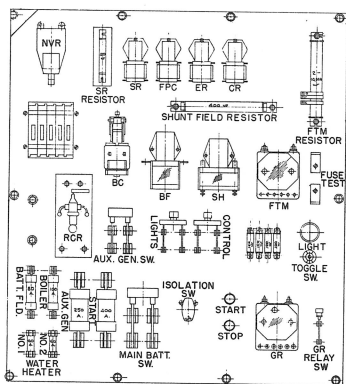 NVR
SR
RESISTOR
SR
FPC
ER
CR
FTM
RESISTOR
SHUNT FIELD RESISTOR
BC
BF
SH
FTM
FUSE
TEST
RCR
AUX. GEN. SW.
LIGHTS
CONTROL
LIGHT
TOGGLE
SW.
BATT. FLD.
BOILER
AUX. GEN
250
A.
START
400
A.
MAIN BATT.
SW.
ISOLATION
SW
START
STOP
GR
GR
RELAY
SW
NO.1
NO.2
WATER
HEATER